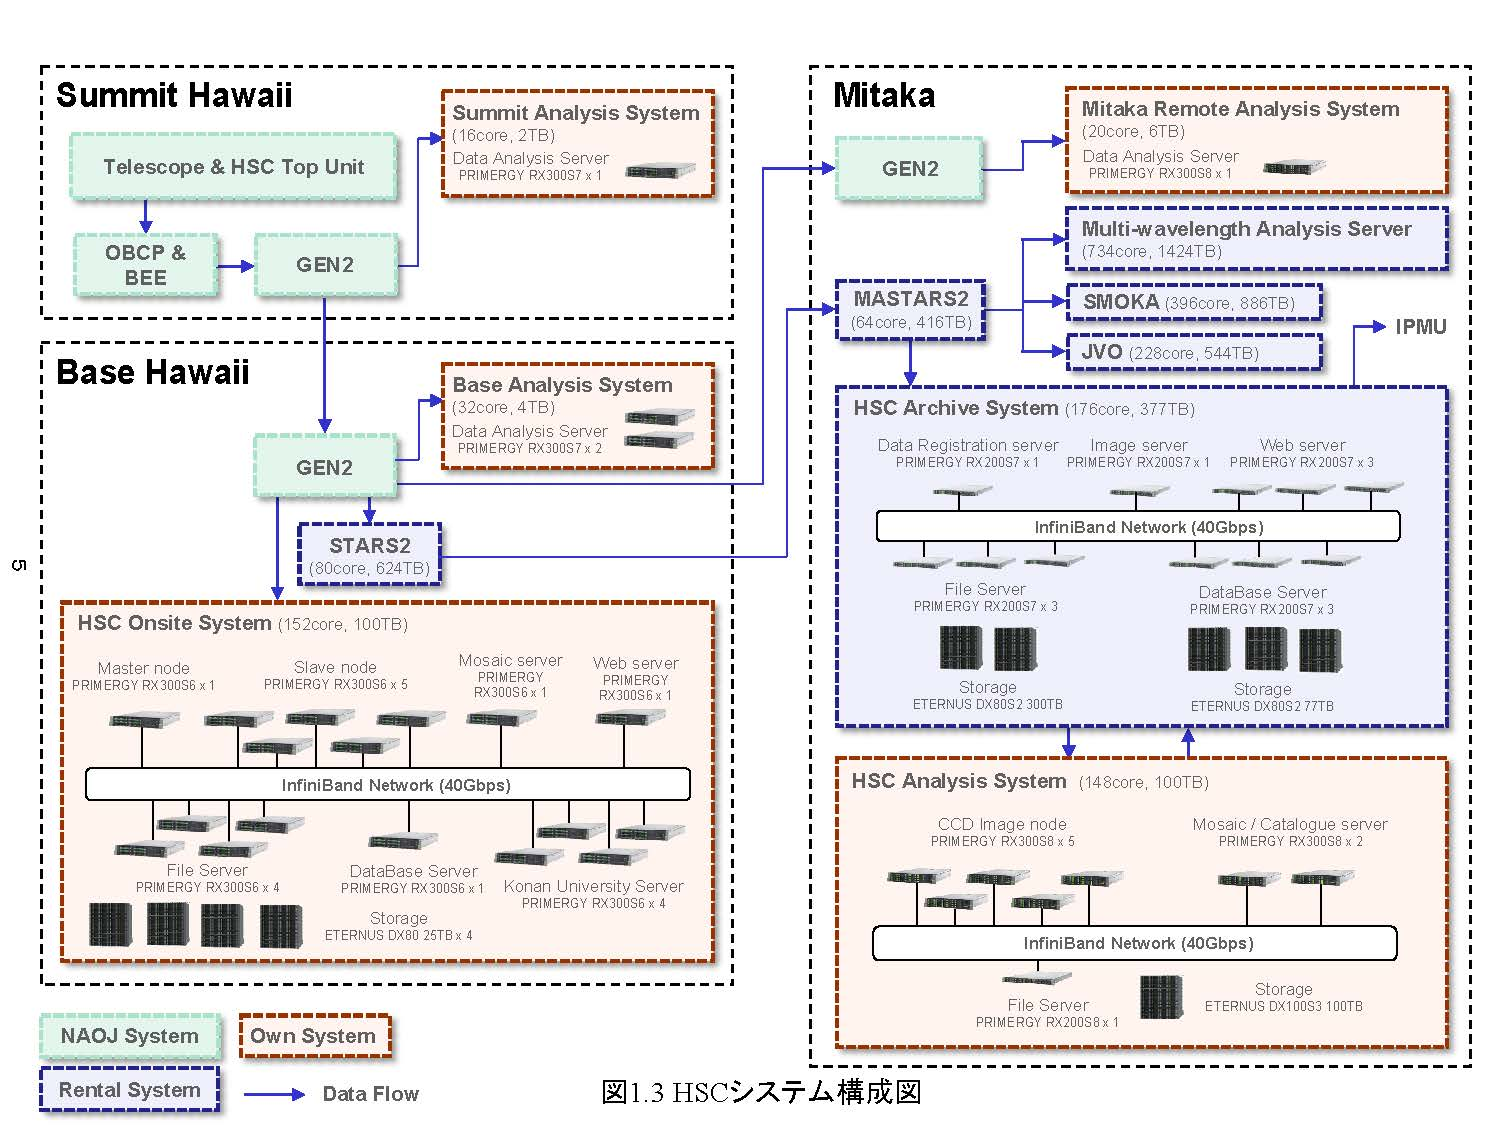 Summit Hawaii
Telescope & HSC Top Unit
OBCP &
BEE
GEN2
Summit Analysis System
(16core, 2TB)
Data Analysis Server
PRIMERGY RX300S7 x 1
Base Hawaii
GEN2
Base Analysis System
(32core, 4TB)
Data Analysis Server
PRIMERGY RX300S7 x 2
STARS2
(80core, 624TB)
HSC Onsite System (152core, 100TB)
Master node
PRIMERGY RX300S6 x 1
Slave node
PRIMERGY RX300S6 x 5
Mosaic server
PRIMERGY
RX300S6 x 1
Web server
PRIMERGY
RX300S6 x 1
InfiniBand Network (40Gbps)
File Server
PRIMERGY RX300S6 x 4
DataBase Server
PRIMERGY RX300S6 x 1
Konan University Server
PRIMERGY RX300S6 x 4
Storage
ETERNUS DX80 25TB x 4
Mitaka
GEN2
Mitaka Remote Analysis System
(20core, 6TB)
Data Analysis Server
PRIMERGY RX300S8 x 1
Multi-wavelength Analysis Server
(734core, 1424TB)
MASTARS2
(64core, 416TB)
SMOKA (396core, 886TB)
JVO (228core, 544TB)
IPMU
HSC Archive System (176core, 377TB)
Data Registration server
PRIMERGY RX200S7 x 1
Image server
PRIMERGY RX200S7 x 1
Web server
PRIMERGY RX200S7 x 3
InfiniBand Network (40Gbps)
File Server
PRIMERGY RX200S7 x 3
DataBase Server
PRIMERGY RX200S7 x 3
Storage
ETERNUS DX80S2 300TB
Storage
ETERNUS DX80S2 77TB
HSC Analysis System (148core, 100TB)
CCD Image node
PRIMERGY RX300S8 x 5
Mosaic / Catalogue server
PRIMERGY RX300S8 x 2
InfiniBand Network (40Gbps)
File Server
PRIMERGY RX200S8 x 1
Storage
ETERNUS DX100S3 100TB
NAOJ System
Own System
Rental System
Data Flow
図1.3 HSCシステム構成図
5